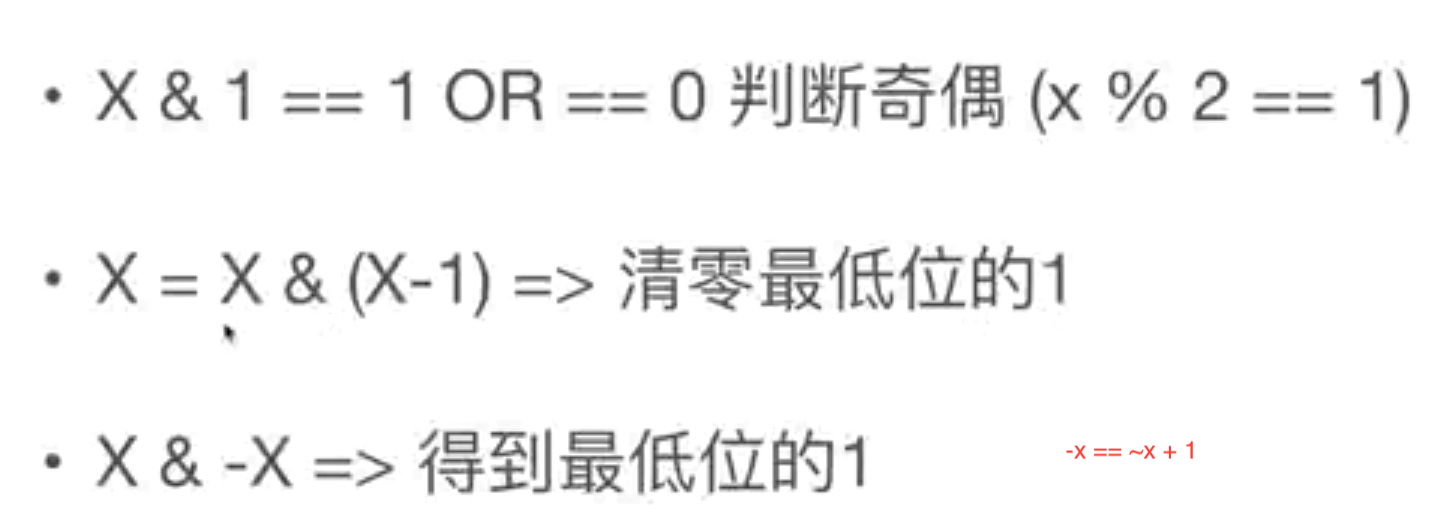 • X & 1 == 1 OR == 0 判断奇偶 (x % 2 == 1)
• X = X & (X-1) => 清零最低位的1
• X & -X => 得到最低位的1
-x == ~x + 1